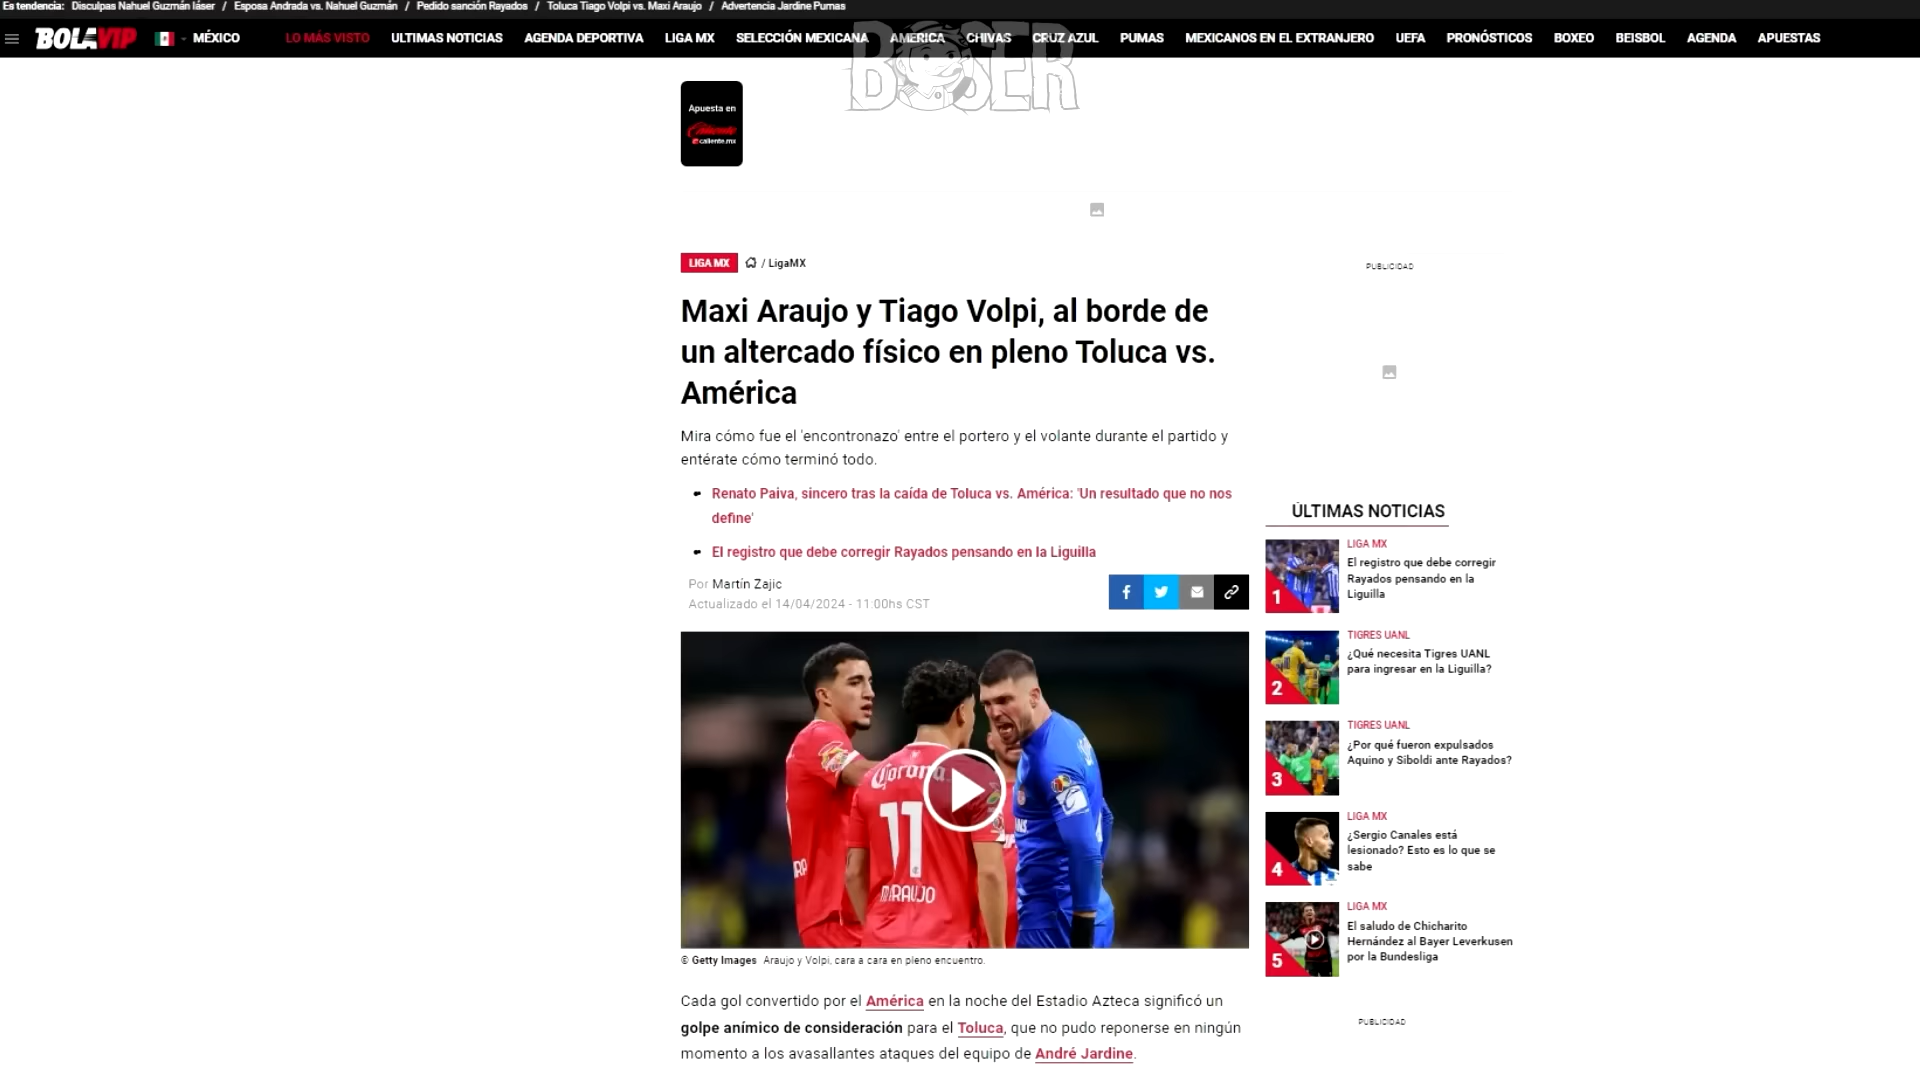 Es tendencia: Disculpas Nahuel Guzmán láser / Esposa Andrada vs. Nahuel Guzmán / Pedido sanción Rayados / Toluca Tiago Volpi vs. Maxi Araujo / Advertencia Jardine Pumas
BOLAVIP MÉXICO LO MÁS VISTO ULTIMAS NOTICIAS AGENDA DEPORTIVA LIGA MX SELECCIÓN MEXICANA AMERICA CHIVAS CRUZ AZUL PUMAS MEXICANOS EN EL EXTRANJERO UEFA PRONÓSTICOS BOXEO BEISBOL AGENDA APUESTAS
BOSER
Apuesta en
Caliente
caliente.mx
LIGA MX / LigaMX
Maxi Araujo y Tiago Volpi, al borde de
un altercado físico en pleno Toluca vs.
América
Mira cómo fue el 'encontronazo' entre el portero y el volante durante el partido y
entérate cómo terminó todo.
Renato Paiva, sincero tras la caída de Toluca vs. América: 'Un resultado que no nos
define'
El registro que debe corregir Rayados pensando en la Liguilla
Por Martín Zajic
Actualizado el 14/04/2024 - 11:00hs CST
Corona
11
M.ARAUJO
© Getty Images Araujo y Volpi, cara a cara en pleno encuentro.
Cada gol convertido por el América en la noche del Estadio Azteca significó un
golpe anímico de consideración para el Toluca, que no pudo reponerse en ningún
momento a los avasallantes ataques del equipo de André Jardine.
PUBLICIDAD
ÚLTIMAS NOTICIAS
1
LIGA MX
El registro que debe corregir
Rayados pensando en la
Liguilla
2
TIGRES UANL
¿Qué necesita Tigres UANL
para ingresar en la Liguilla?
3
TIGRES UANL
¿Por qué fueron expulsados
Aquino y Siboldi ante Rayados?
4
LIGA MX
¿Sergio Canales está
lesionado? Esto es lo que se
sabe
5
LIGA MX
El saludo de Chicharito
Hernández al Bayer Leverkusen
por la Bundesliga
PUBLICIDAD